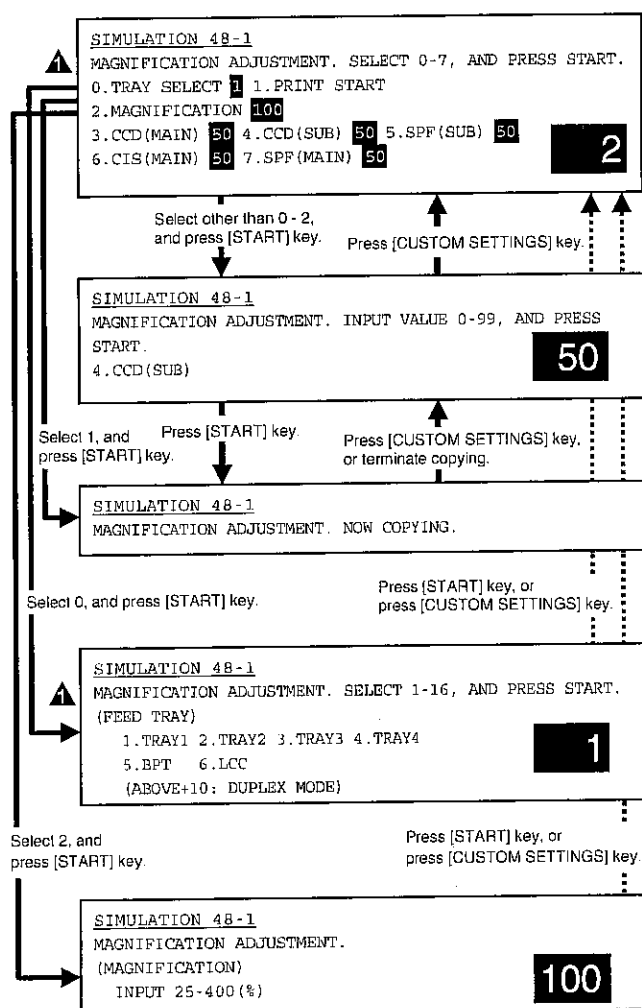 SIMULATION 48-1
1
MAGNIFICATION ADJUSTMENT. SELECT 0-7, AND PRESS START.
0.TRAY SELECT 1 1.PRINT START
2.MAGNIFICATION 100
3.CCD(MAIN) 50 4.CCD(SUB) 50 5.SPF(SUB) 50
6.CIS(MAIN) 50 7.SPF(MAIN) 50
2
Select other than 0 - 2,
and press [START] key.
Press [CUSTOM SETTINGS] key.
SIMULATION 48-1
MAGNIFICATION ADJUSTMENT. INPUT VALUE 0-99, AND PRESS
START.
4.CCD(SUB)
50
Select 1, and
press [START] key.
Press [START] key.
Press [CUSTOM SETTINGS] key,
or terminate copying.
SIMULATION 48-1
MAGNIFICATION ADJUSTMENT. NOW COPYING.
Select 0, and press [START] key.
Press [START] key, or
press [CUSTOM SETTINGS] key.
SIMULATION 48-1
1
MAGNIFICATION ADJUSTMENT. SELECT 1-16, AND PRESS START.
(FEED TRAY)
1.TRAY1 2.TRAY2 3.TRAY3 4.TRAY4
5.BPT 6.LCC
(ABOVE+10: DUPLEX MODE)
1
Select 2, and
press [START] key.
Press [START] key, or
press [CUSTOM SETTINGS] key.
SIMULATION 48-1
MAGNIFICATION ADJUSTMENT.
(MAGNIFICATION)
INPUT 25-400(%)
100